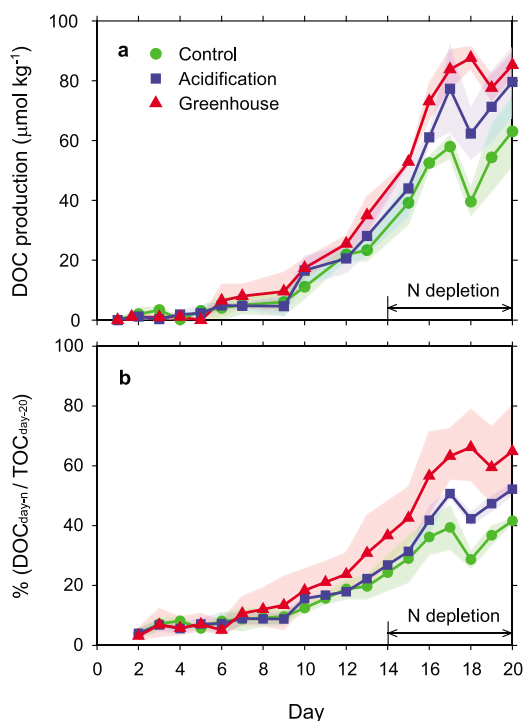 100
80
60
40
20
0
DOC production (μmol kg⁻¹)
a
Control
Acidification
Greenhouse
N depletion
100
80
60
40
20
0
% (DOCday-n / TOCday-20)
b
N depletion
0 2 4 6 8 10 12 14 16 18 20
Day